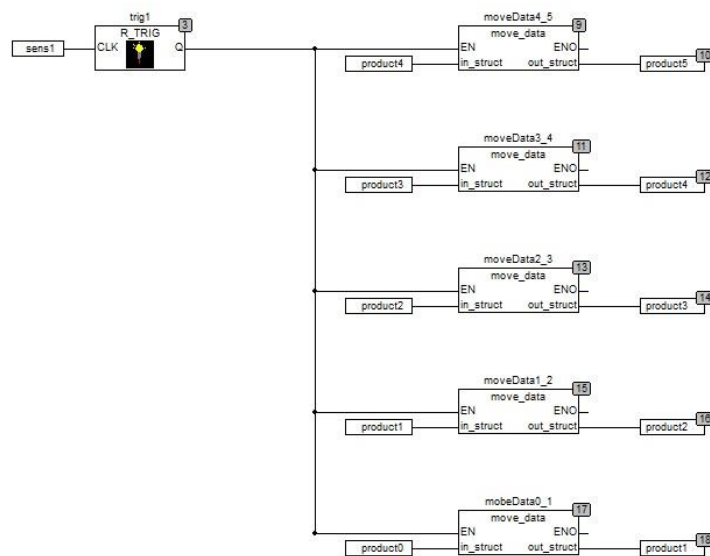 trig1
3
R_TRIG
sens1 CLK Q
moveData4_5
9
move_data
EN ENO
10
product4 in_struct out_struct product5
moveData3_4
11
move_data
EN ENO
12
product3 in_struct out_struct product4
moveData2_3
13
move_data
EN ENO
14
product2 in_struct out_struct product3
moveData1_2
15
move_data
EN ENO
16
product1 in_struct out_struct product2
mobeData0_1
17
move_data
EN ENO
18
product0 in_struct out_struct product1